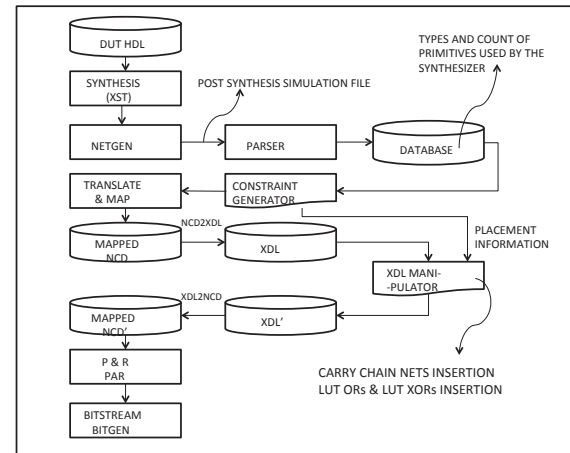 DUT HDL
TYPES AND COUNT OF
PRIMITIVES USED BY THE
SYNTHESIZER
SYNTHESIS
(XST)
POST SYNTHESIS SIMULATION FILE
NETGEN
PARSER
DATABASE
TRANSLATE
& MAP
CONSTRAINT
GENERATOR
NCD2XDL
PLACEMENT
INFORMATION
MAPPED
NCD
XDL
XDL MANI-
-PULATOR
XDL2NCD
MAPPED
NCD'
XDL'
P & R
PAR
CARRY CHAIN NETS INSERTION
LUT ORs & LUT XORs INSERTION
BITSTREAM
BITGEN